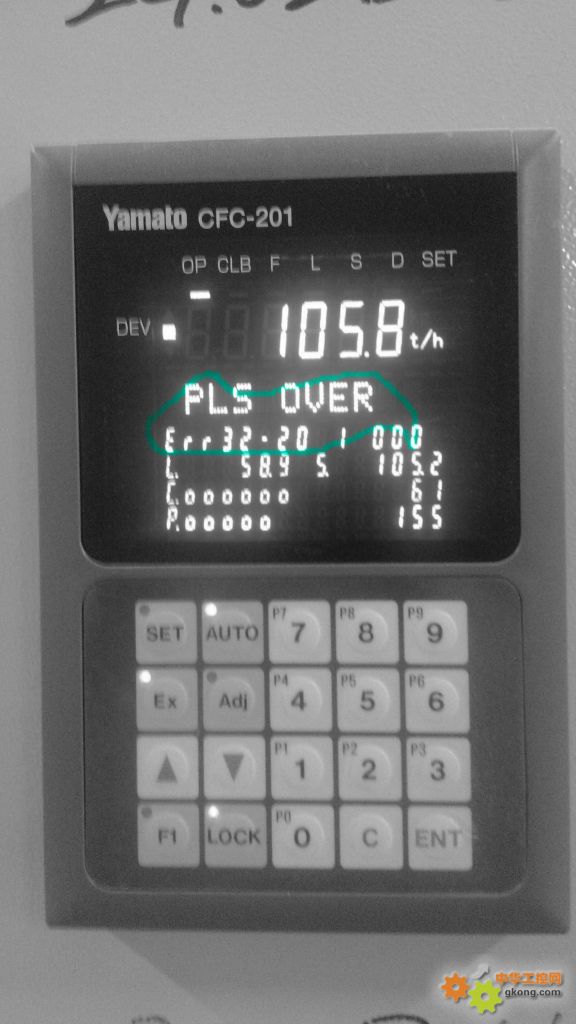 Yamato CFC-201
OP CLB F L S D SET
DEV 105.8 t/h
PLS OVER
Err32-20 1 000
L. 58.9 S. 105.2
C.oooooo 61
P.ooooo 155
SET AUTO P7 7 P8 8 P9 9
Ex Adj P4 4 P5 5 P6 6
▲ ▼ P1 1 P2 2 P3 3
F1 LOCK P0 0 C ENT
中华工控网
gkong.com